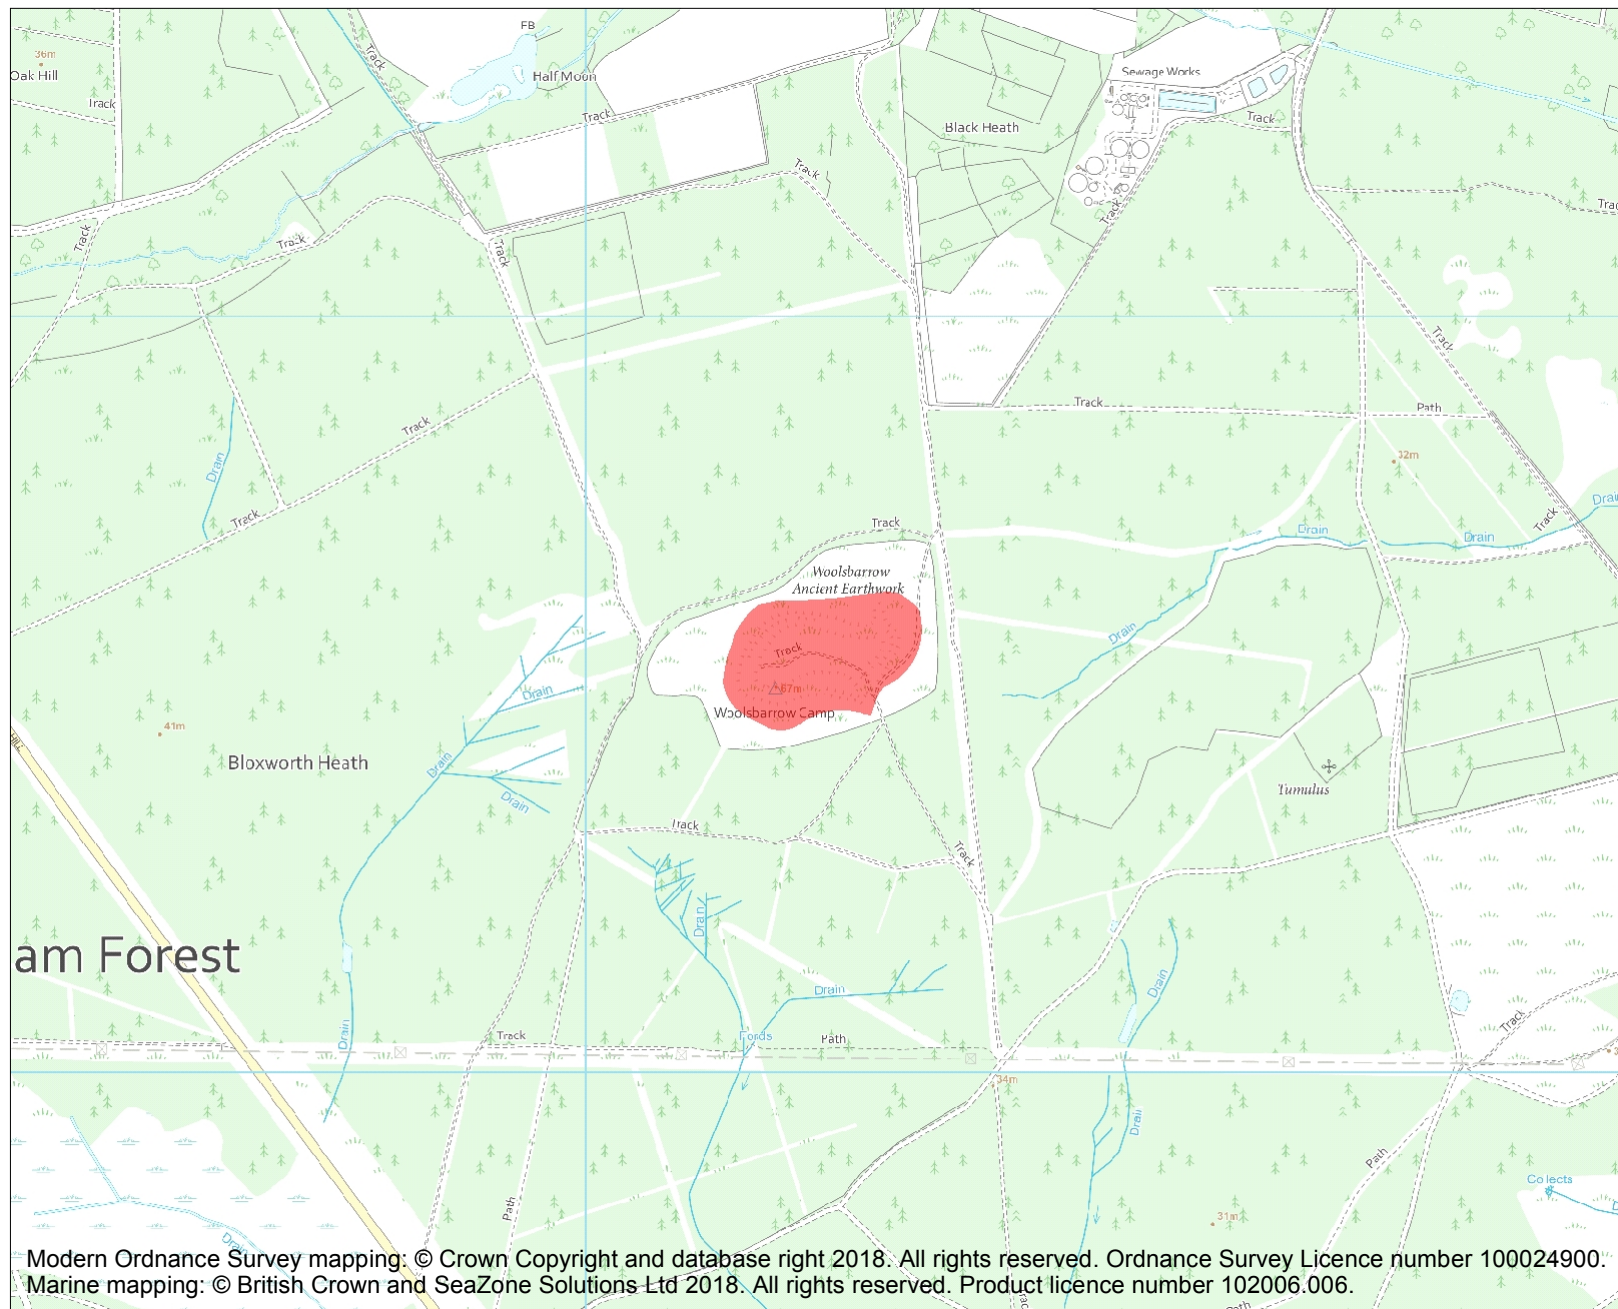 FB
36m
Oak Hill
Track
Track
Half Moon
Sewage Works
Track
Track
Black Heath
Track
Track
Track
Track
Track
Track
Track
Track
Track
Path
32m
Track
Drain
Track
Drain
Track
Track
Drain
Drain
Drain
Woolsbarrow
Ancient Earthwork
Drain
Track
67m
Drain
Woolsbarrow Camp
41m
Bloxworth Heath
Drain
Drain
Tumulus
Track
Track
Drain
am Forest
Drain
Drain
Track
Drain
Track
Fords
Path
34m
Drain
Path
Path
31m
Drain
Modern Ordnance Survey mapping: © Crown Copyright and database right 2018. All rights reserved. Ordnance Survey Licence number 100024900.
Marine mapping: © British Crown and SeaZone Solutions Ltd 2018. All rights reserved. Product licence number 102006.006.